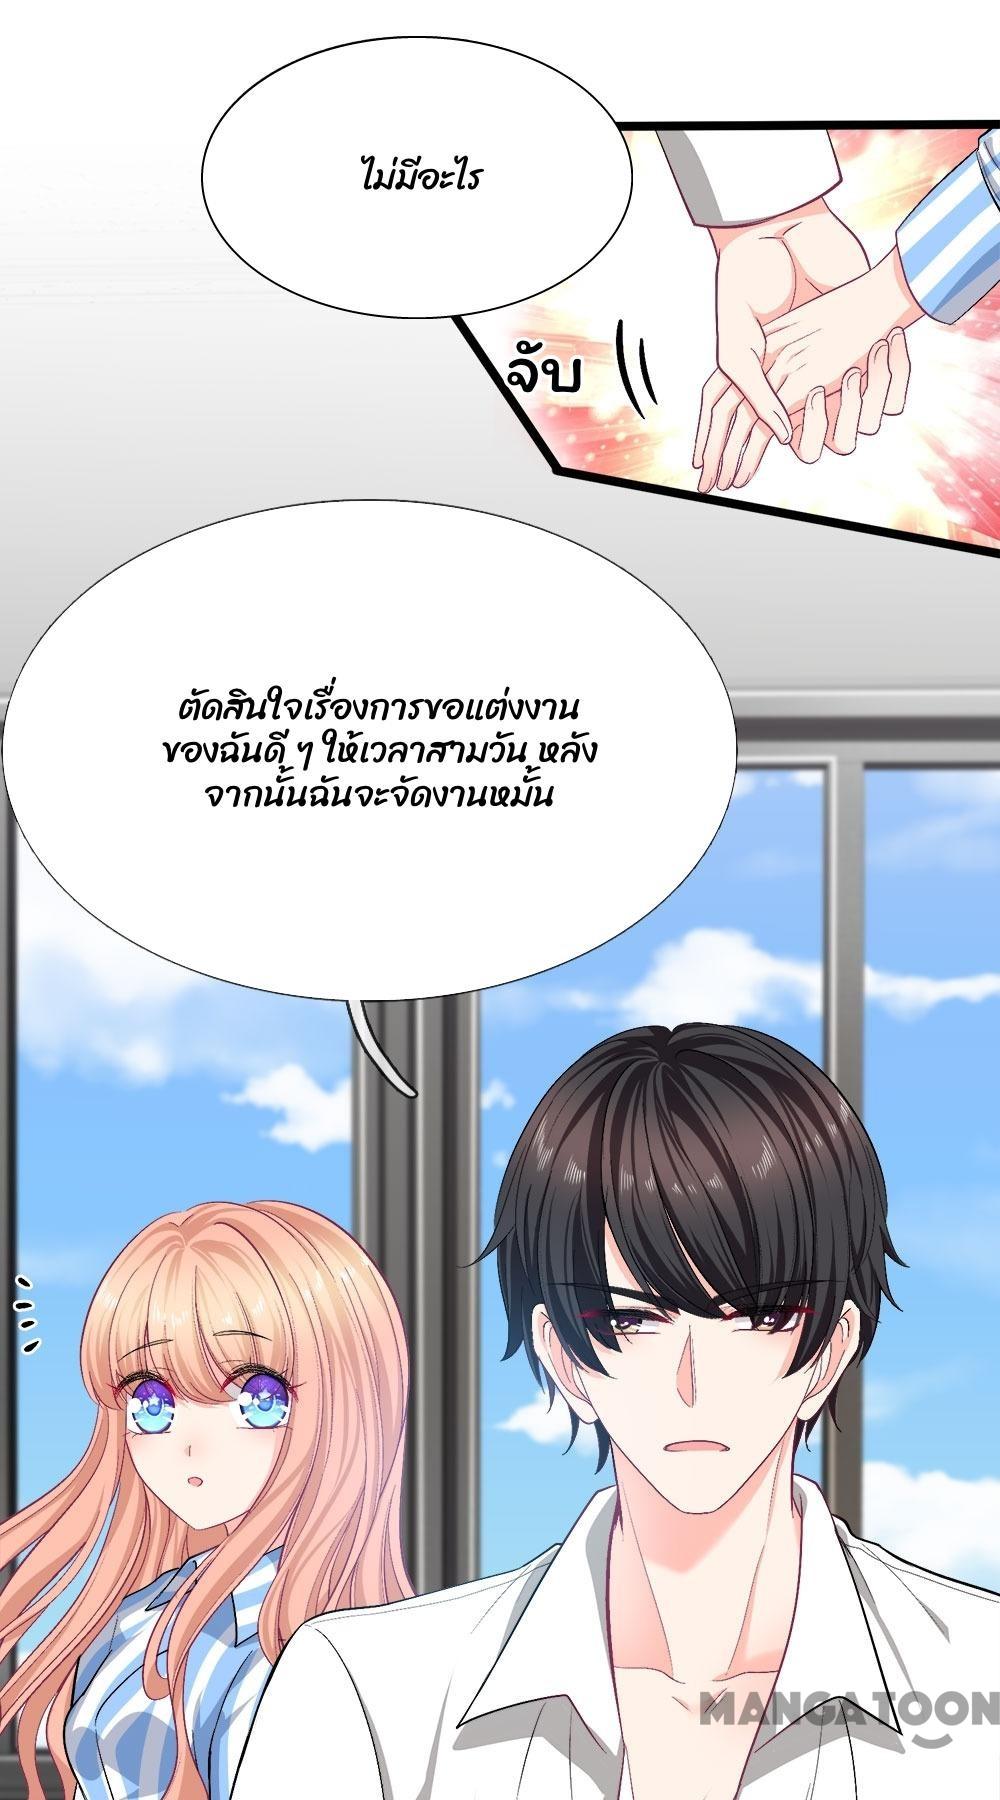 ไม่มีอะไร
จับ
ตัดสินใจเรื่องการขอแต่งงาน
ของฉันดี ๆ ให้เวลาสามวัน หลัง
จากนั้นฉันจะจัดงานหมั้น
MANGATOON